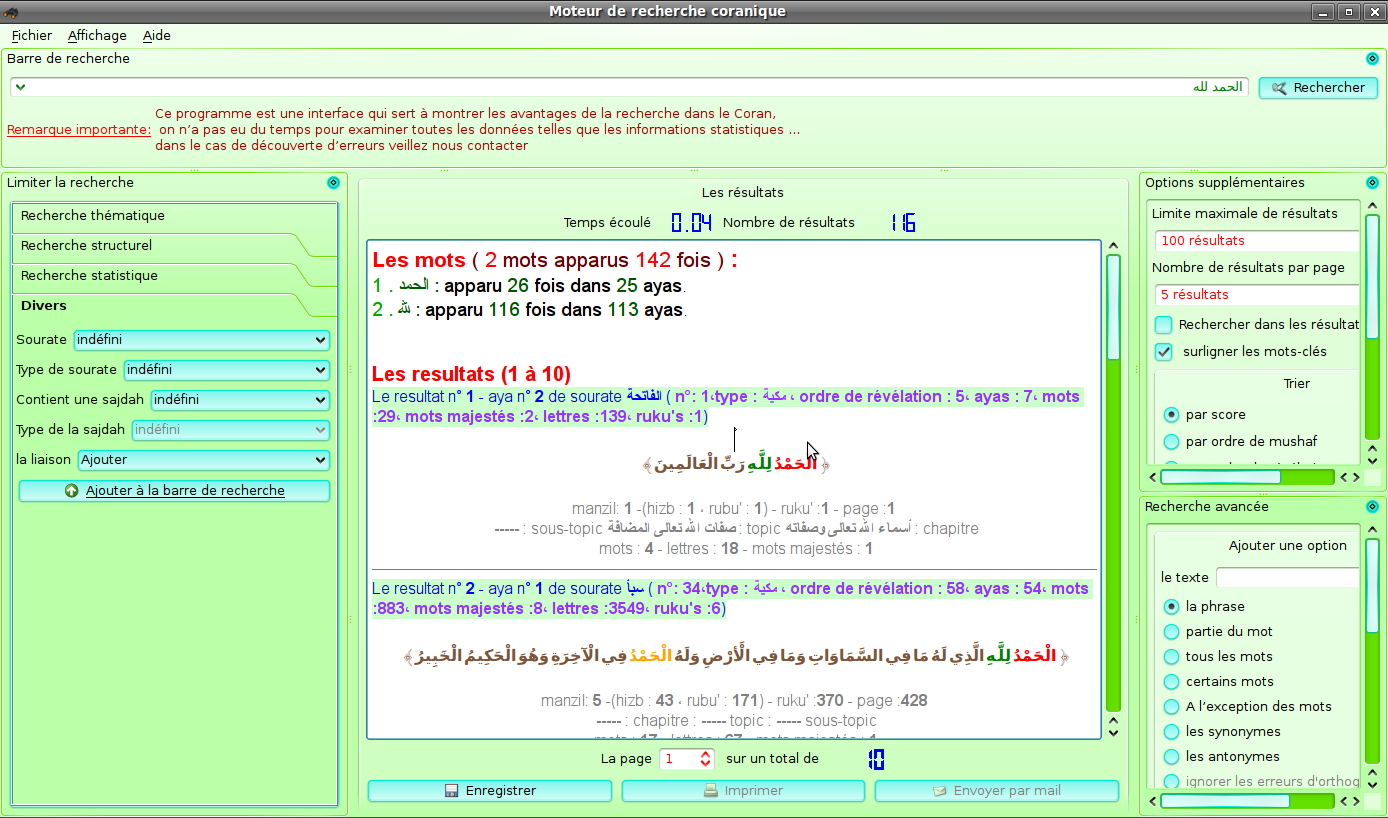 Moteur de recherche coranique
Fichier Affichage Aide
Barre de recherche
الحمد لله
Rechercher
Remarque importante:
Ce programme est une interface qui sert à montrer les avantages de la recherche dans le Coran,
on n’a pas eu du temps pour examiner toutes les données telles que les informations statistiques ...
dans le cas de découverte d’erreurs veillez nous contacter
Limiter la recherche
Recherche thématique
Recherche structurel
Recherche statistique
Divers
Sourate indéfini
Type de sourate indéfini
Contient une sajdah indéfini
Type de la sajdah indéfini
la liaison Ajouter
Ajouter à la barre de recherche
Les résultats
Temps écoulé 0.04 Nombre de résultats 116
Les mots ( 2 mots apparus 142 fois ) :
1 . الحمد : apparu 26 fois dans 25 ayas.
2 . لله : apparu 116 fois dans 113 ayas.
Les resultats (1 à 10)
Le resultat n° 1 - aya n° 2 de sourate الفاتحة ( n°: 1،type : مكية ، ordre de révélation : 5، ayas : 7، mots
:29، mots majestés :2، lettres :139، ruku's :1)
﴿ الْحَمْدُ لِلَّهِ رَبِّ الْعَالَمِينَ ﴾
manzil: 1 -(hizb : 1 ، rubu' : 1) - ruku' :1 - page :1
----- : sous-topic صفات الله تعالى المضافة : topic أسماء الله تعالى وصفاته : chapitre
mots : 4 - lettres : 18 - mots majestés : 1
Le resultat n° 2 - aya n° 1 de sourate سبأ ( n°: 34،type : مكية ، ordre de révélation : 58، ayas : 54، mots
:883، mots majestés :8، lettres :3549، ruku's :6)
﴿ الْحَمْدُ لِلَّهِ الَّذِي لَهُ مَا فِي السَّمَاوَاتِ وَمَا فِي الْأَرْضِ وَلَهُ الْحَمْدُ فِي الْآخِرَةِ وَهُوَ الْحَكِيمُ الْخَبِيرُ ﴾
manzil: 5 -(hizb : 43 ، rubu' : 171) - ruku' :370 - page :428
----- : chapitre : ----- topic : ----- sous-topic
mots : 17 - lettres : 67 - mots majestés : 1
La page 1 sur un total de 10
Enregistrer
Imprimer
Envoyer par mail
Options supplémentaires
Limite maximale de résultats
100 résultats
Nombre de résultats par page
5 résultats
Rechercher dans les résultat
surligner les mots-clés
Trier
par score
par ordre de mushaf
Recherche avancée
Ajouter une option
le texte
la phrase
partie du mot
tous les mots
certains mots
A l’exception des mots
les synonymes
les antonymes
ignorer les erreurs d'orthog